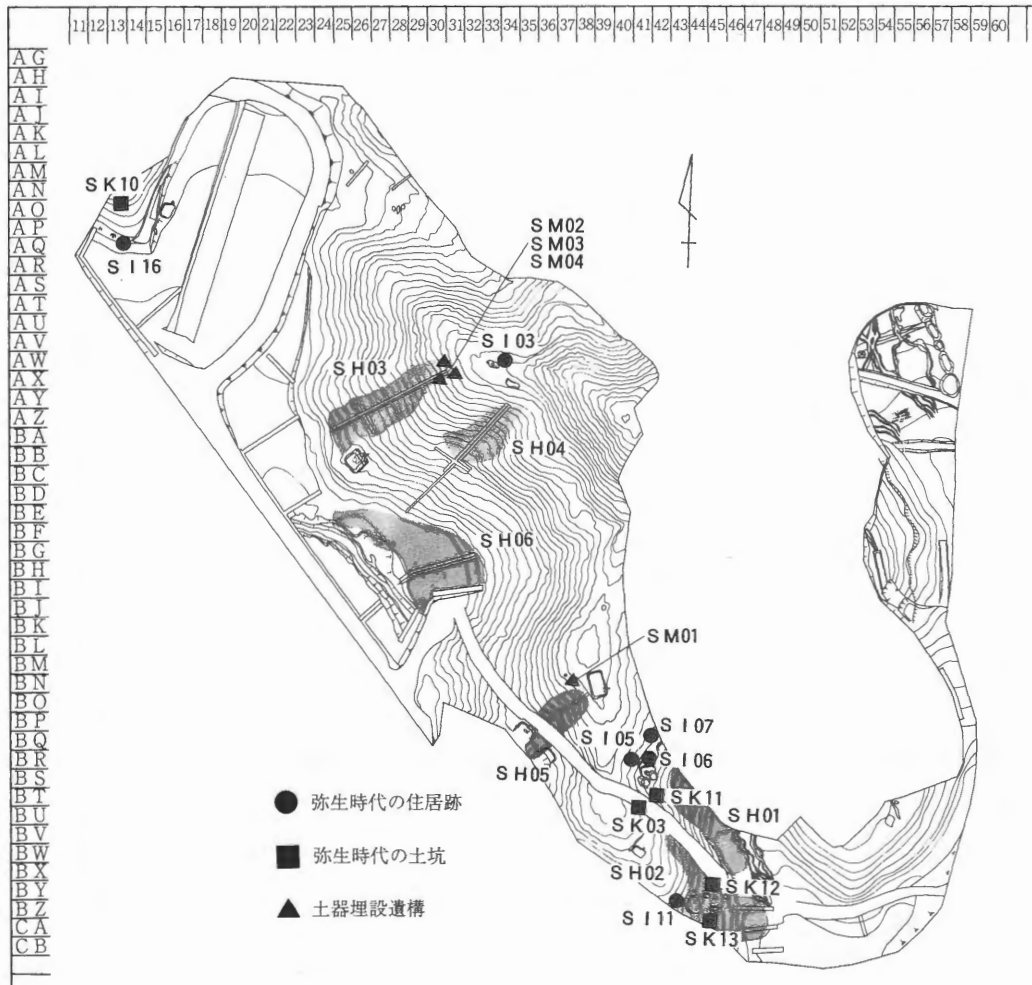 11 12 13 14 15 16 17 18 19 20 21 22 23 24 25 26 27 28 29 30 31 32 33 34 35 36 37 38 39 40 41 42 43 44 45 46 47 48 49 50 51 52 53 54 55 56 57 58 59 60
AG
AH
AI
AJ
AK
AL
AM
AN
AO
AP
AQ
AR
AS
AT
AU
AV
AW
AX
AY
AZ
BA
BB
BC
BD
BE
BF
BG
BH
BI
BJ
BK
BL
BM
BN
BO
BP
BQ
BR
BS
BT
BU
BV
BW
BX
BY
BZ
CA
CB
SK10
SI16
SM02
SM03
SM04
SI03
SH03
SH04
SH06
SM01
SI07
SI05
SI06
SH05
SK11
SH01
SK03
SH02
SK12
SI11
SK13
● 弥生時代の住居跡
■ 弥生時代の土坑
▲ 土器埋設遺構